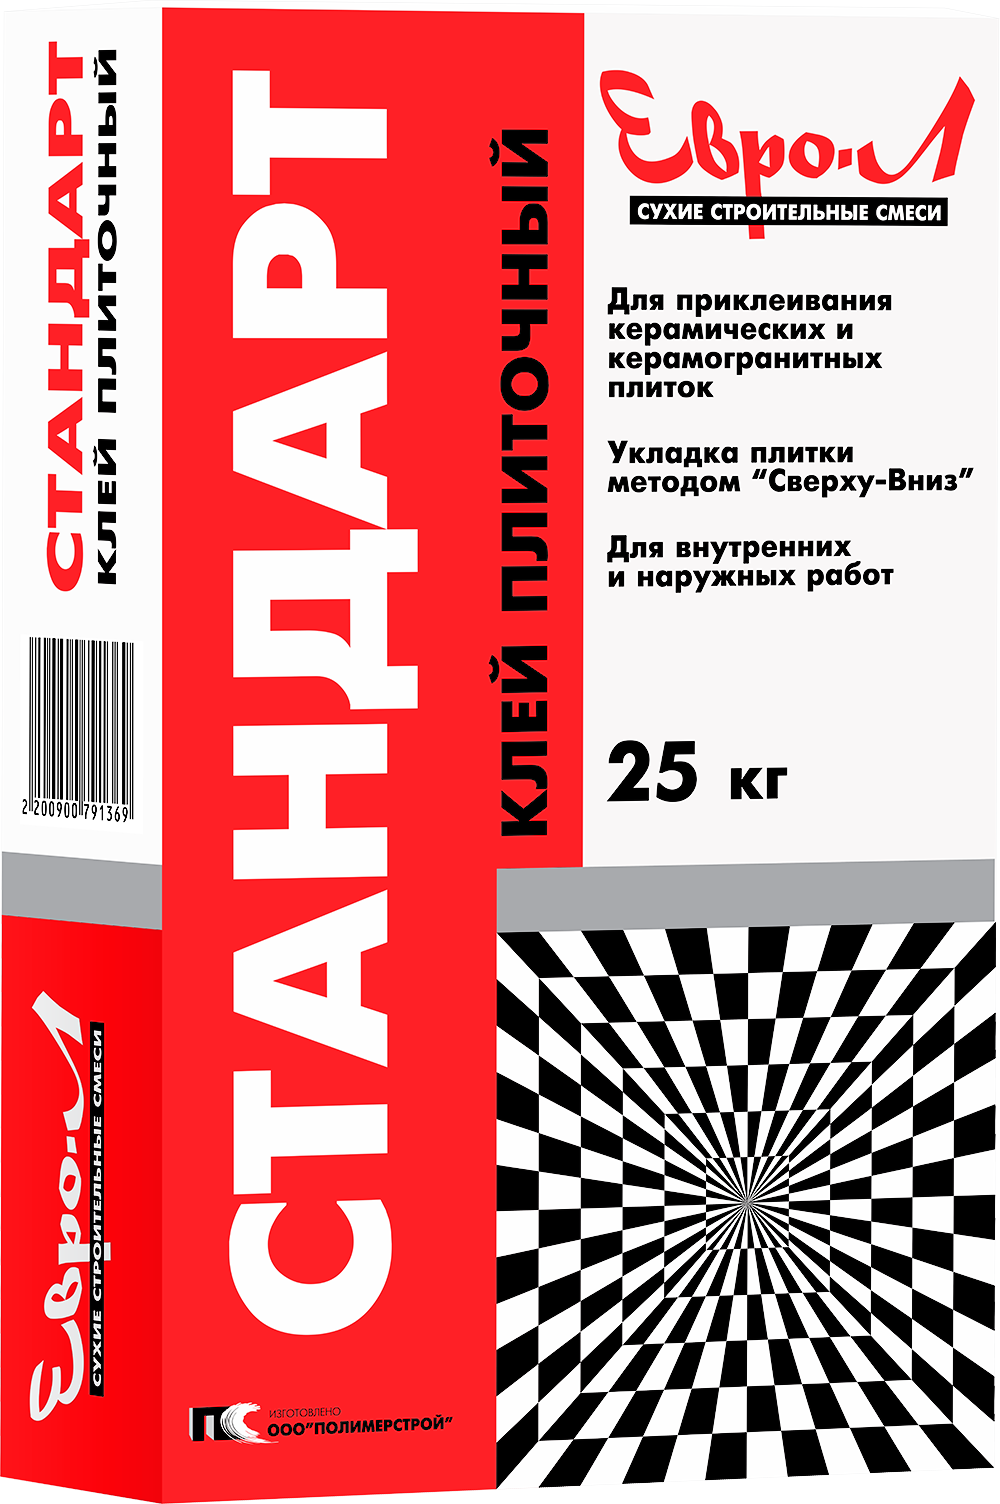 СТАНДАРТ
КЛЕЙ ПЛИТОЧНЫЙ
2 200900 791369
Евро-Л
СУХИЕ СТРОИТЕЛЬНЫЕ СМЕСИ
СТАНДАРТ
КЛЕЙ ПЛИТОЧНЫЙ
ПС
ИЗГОТОВЛЕНО
ООО"ПОЛИМЕРСТРОЙ"
Евро-Л
СУХИЕ СТРОИТЕЛЬНЫЕ СМЕСИ
Для приклеивания
керамических и
керамогранитных
плиток
Укладка плитки
методом “Сверху-Вниз”
Для внутренних
и наружных работ
25 кг